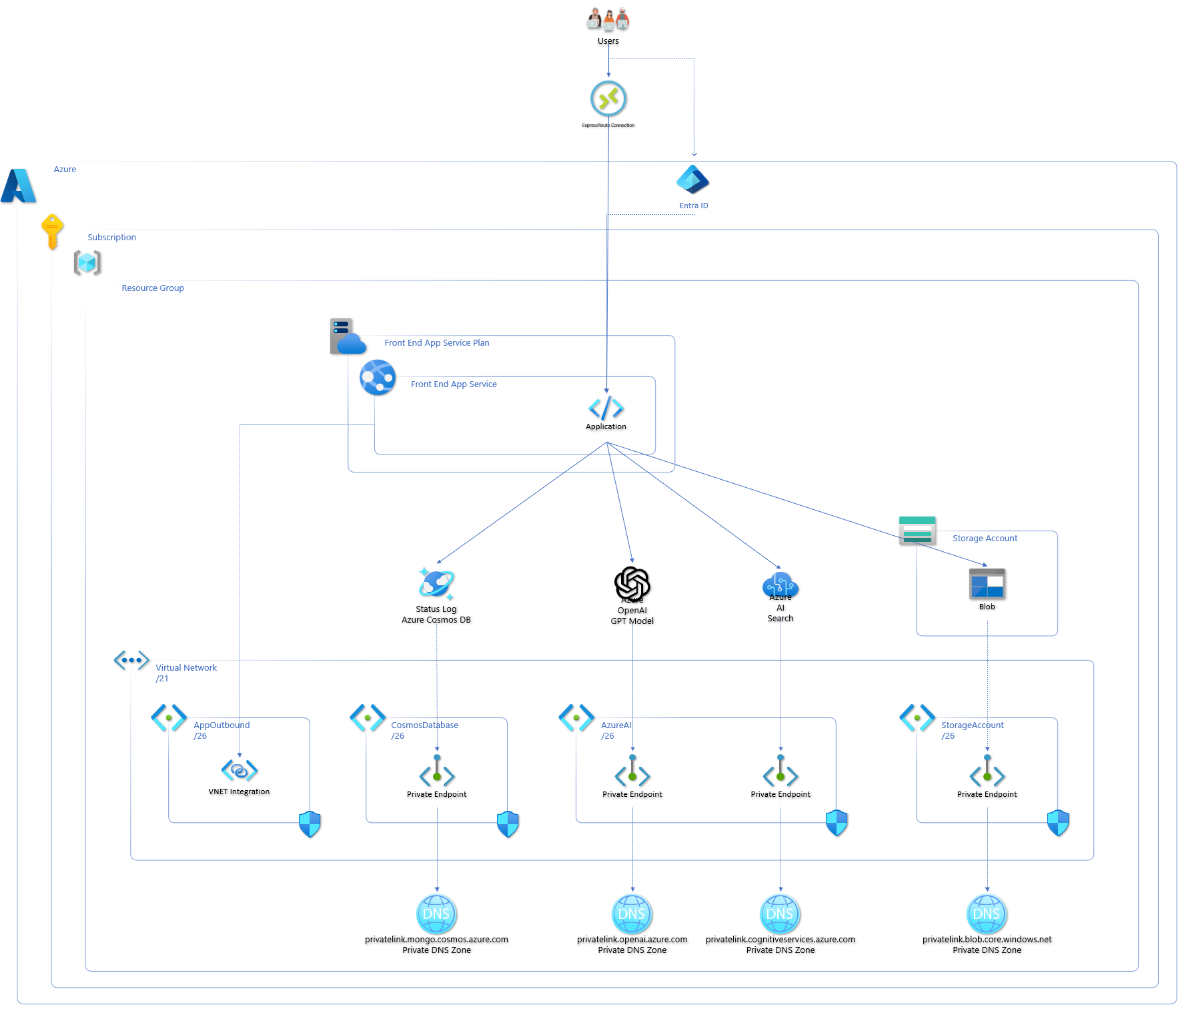 Users
ExpressRoute Connection
Azure
Entra ID
Subscription
Resource Group
Front End App Service Plan
Front End App Service
Application
Storage Account
Status Log
Azure Cosmos DB
Azure
OpenAI
GPT Model
Azure
AI
Search
Blob
Virtual Network
/21
AppOutbound
/26
CosmosDatabase
/26
AzureAI
/26
StorageAccount
/26
VNET Integration
Private Endpoint
Private Endpoint
Private Endpoint
Private Endpoint
DNS
DNS
DNS
DNS
privatelink.mongo.cosmos.azure.com
Private DNS Zone
privatelink.openai.azure.com
Private DNS Zone
privatelink.cognitiveservices.azure.com
Private DNS Zone
privatelink.blob.core.windows.net
Private DNS Zone